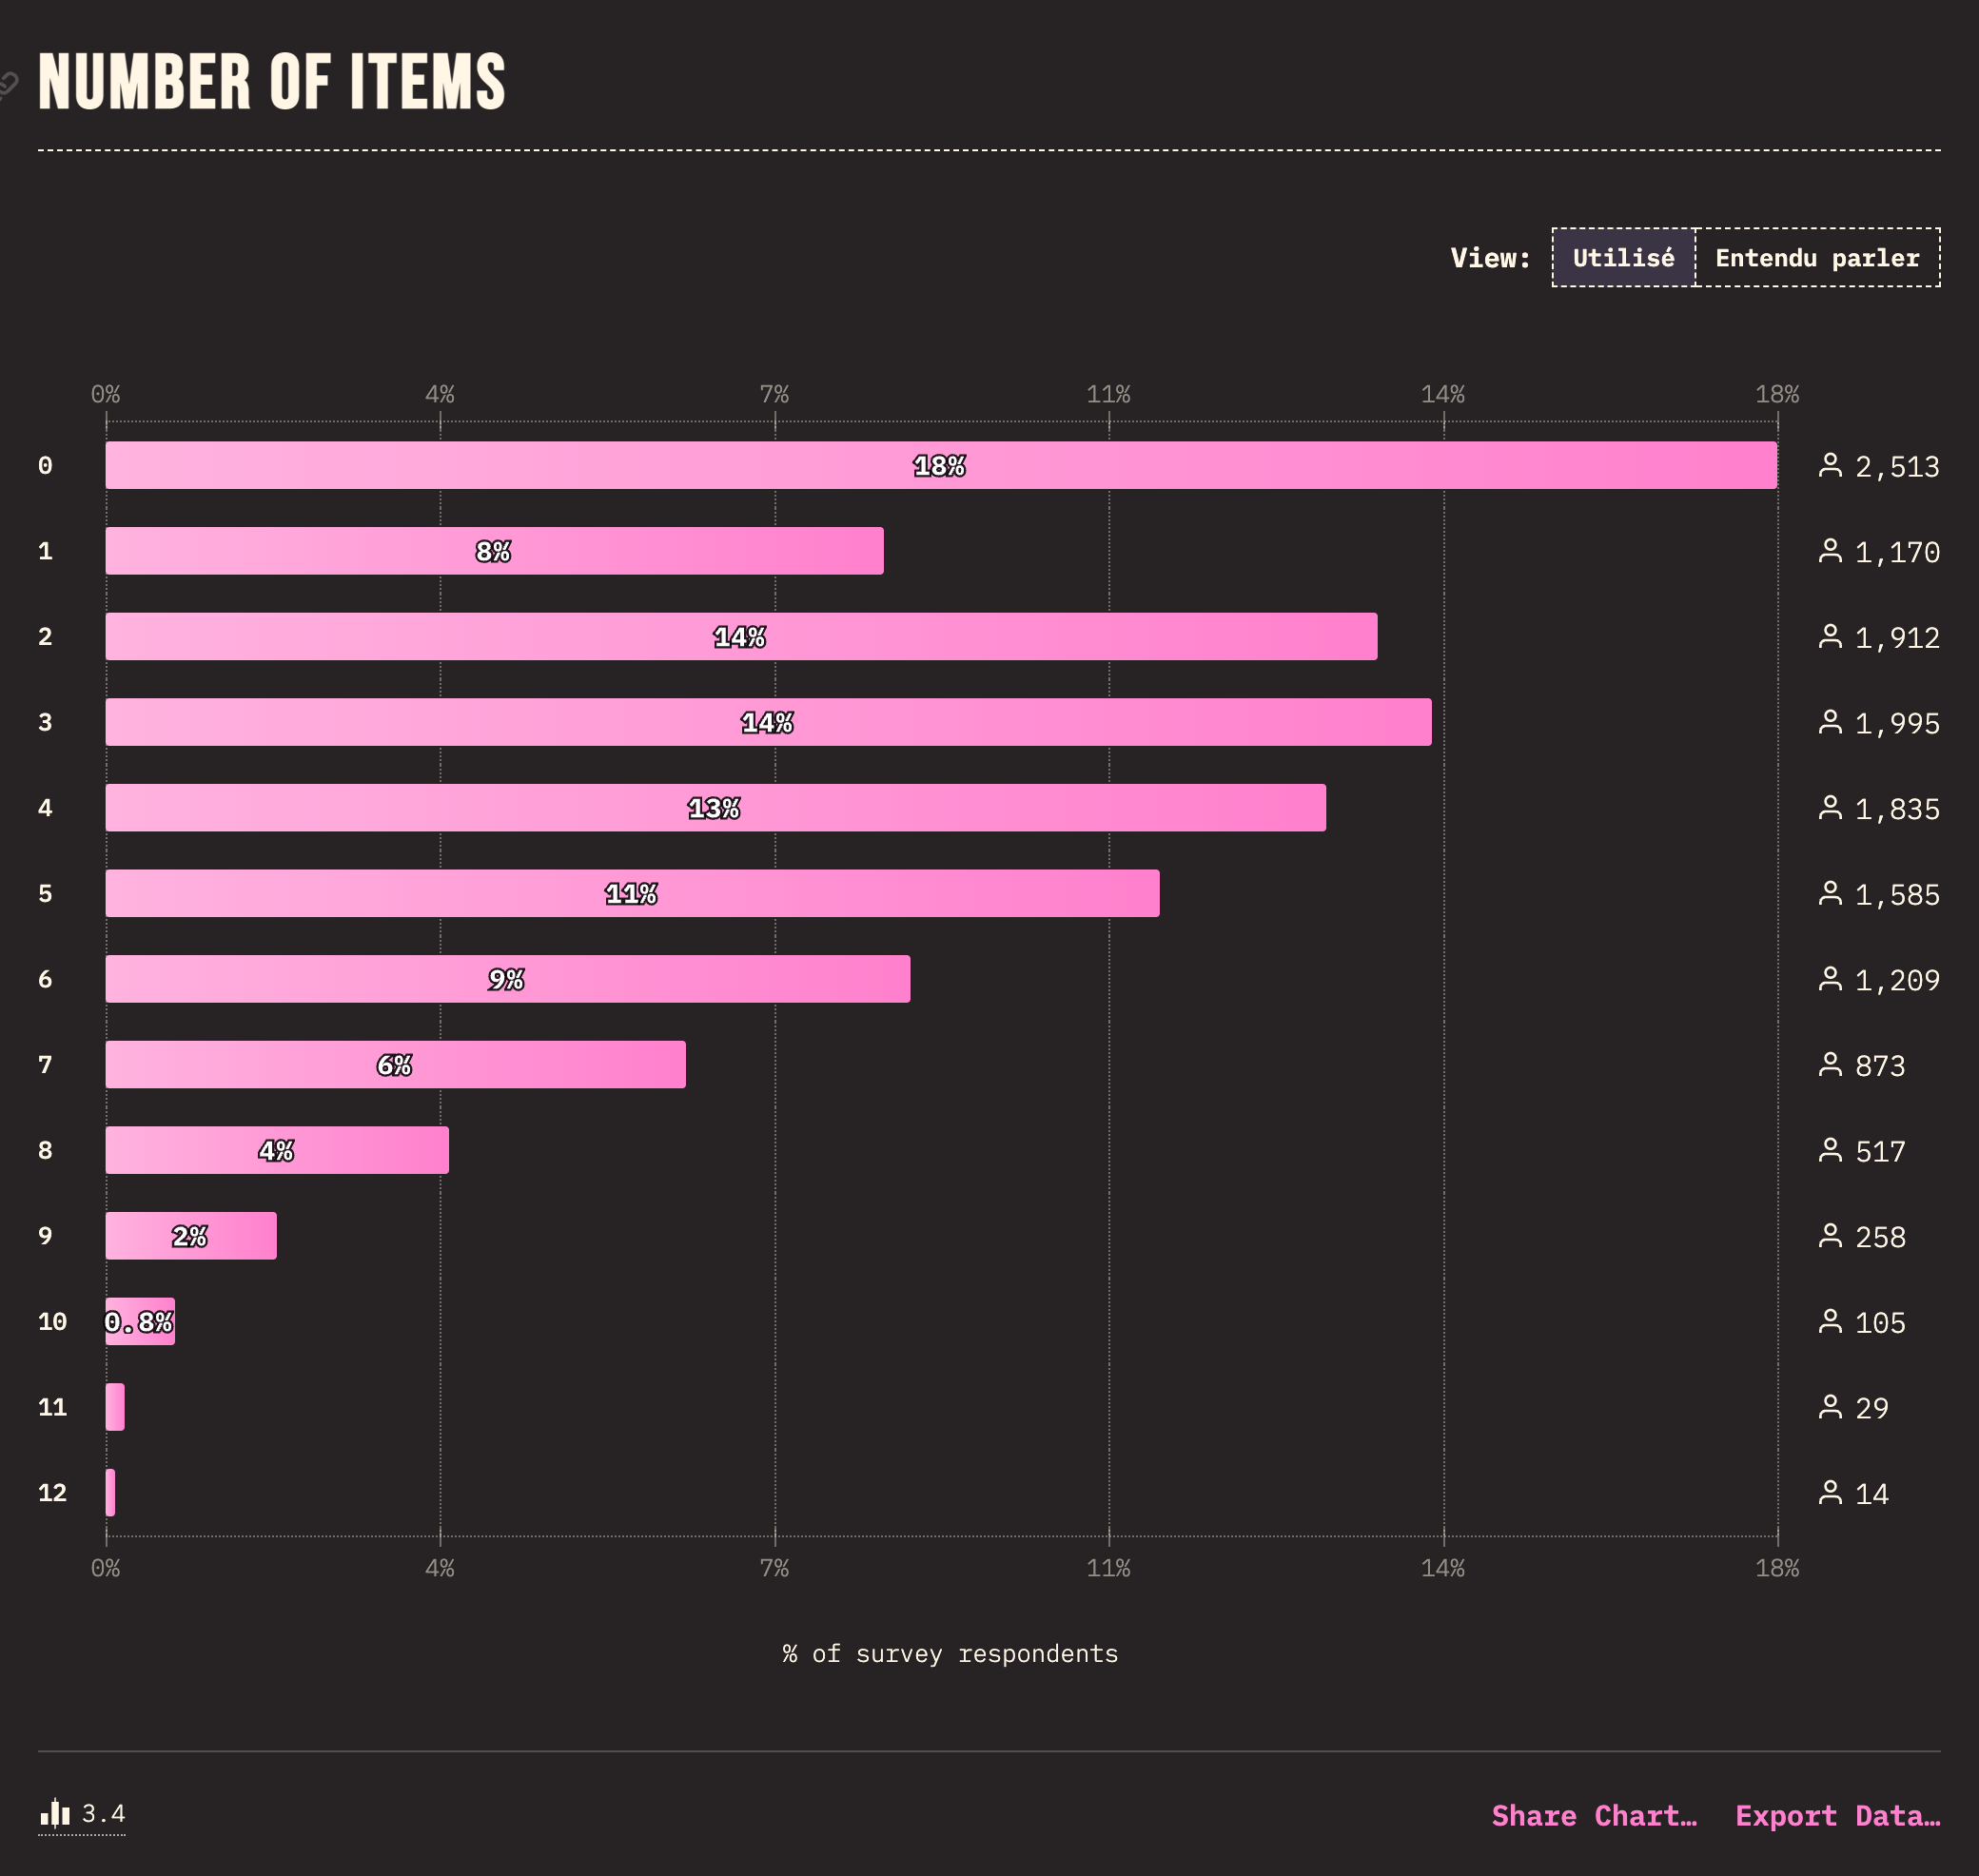 NUMBER OF ITEMS
View: Utilisé Entendu parler
0% 4% 7% 11% 14% 18%
0 18% 2,513
1 8% 1,170
2 14% 1,912
3 14% 1,995
4 13% 1,835
5 11% 1,585
6 9% 1,209
7 6% 873
8 4% 517
9 2% 258
10 0.8% 105
11 29
12 14
0% 4% 7% 11% 14% 18%
% of survey respondents
3.4 Share Chart… Export Data…